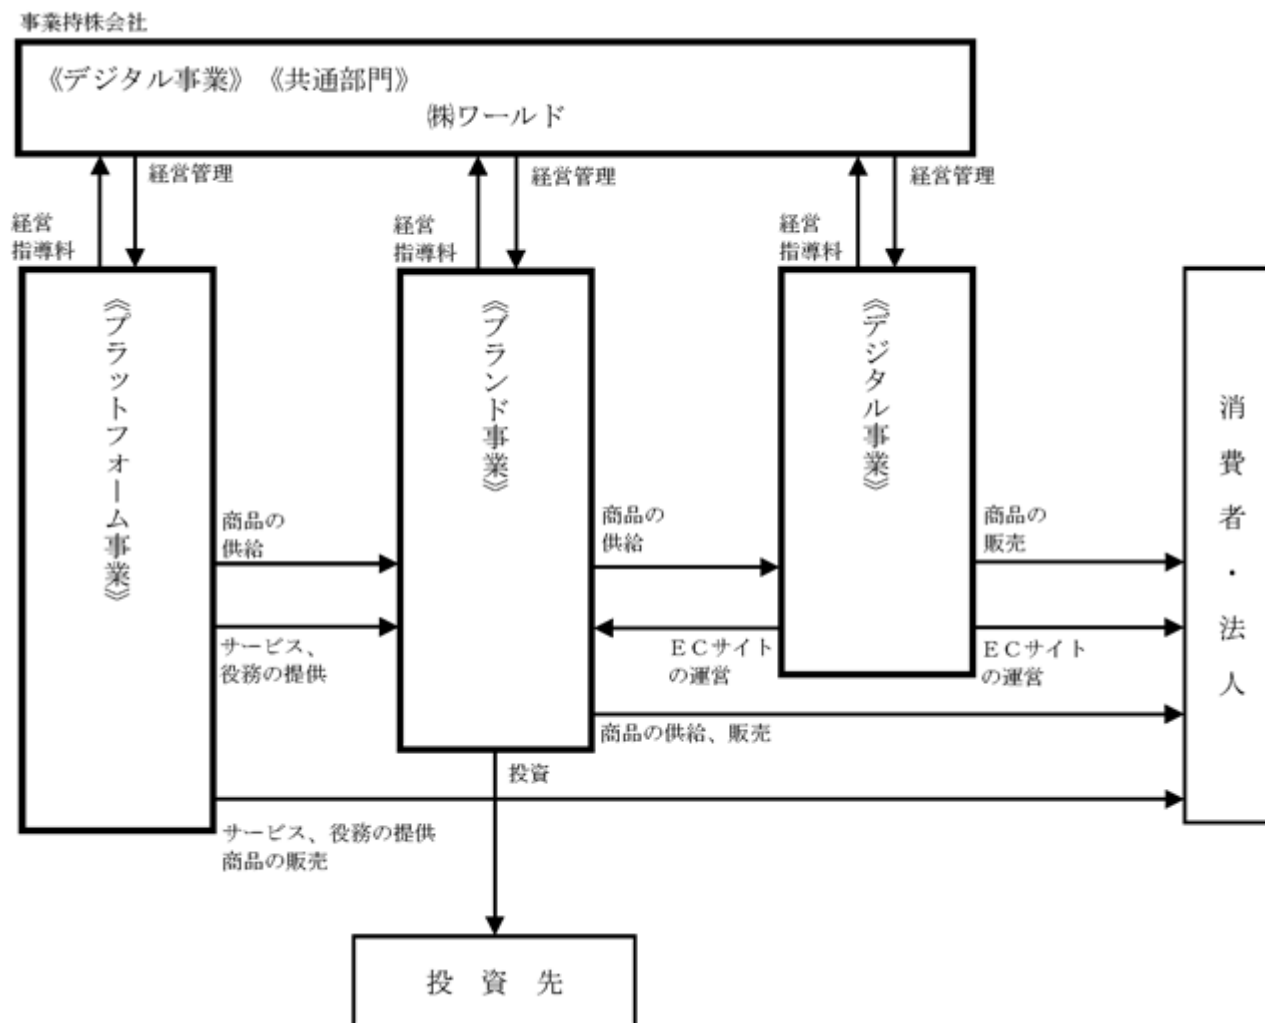 事業持株会社
《デジタル事業》《共通部門》
㈱ワールド
経営管理
経営管理
経営管理
経営
指導料
経営
指導料
経営
指導料
《プラットフォーム事業》
《ブランド事業》
《デジタル事業》
消費者・法人
商品の
供給
商品の
供給
商品の
販売
サービス、
役務の提供
ECサイト
の運営
ECサイト
の運営
商品の供給、販売
投資
サービス、役務の提供
商品の販売
投資先